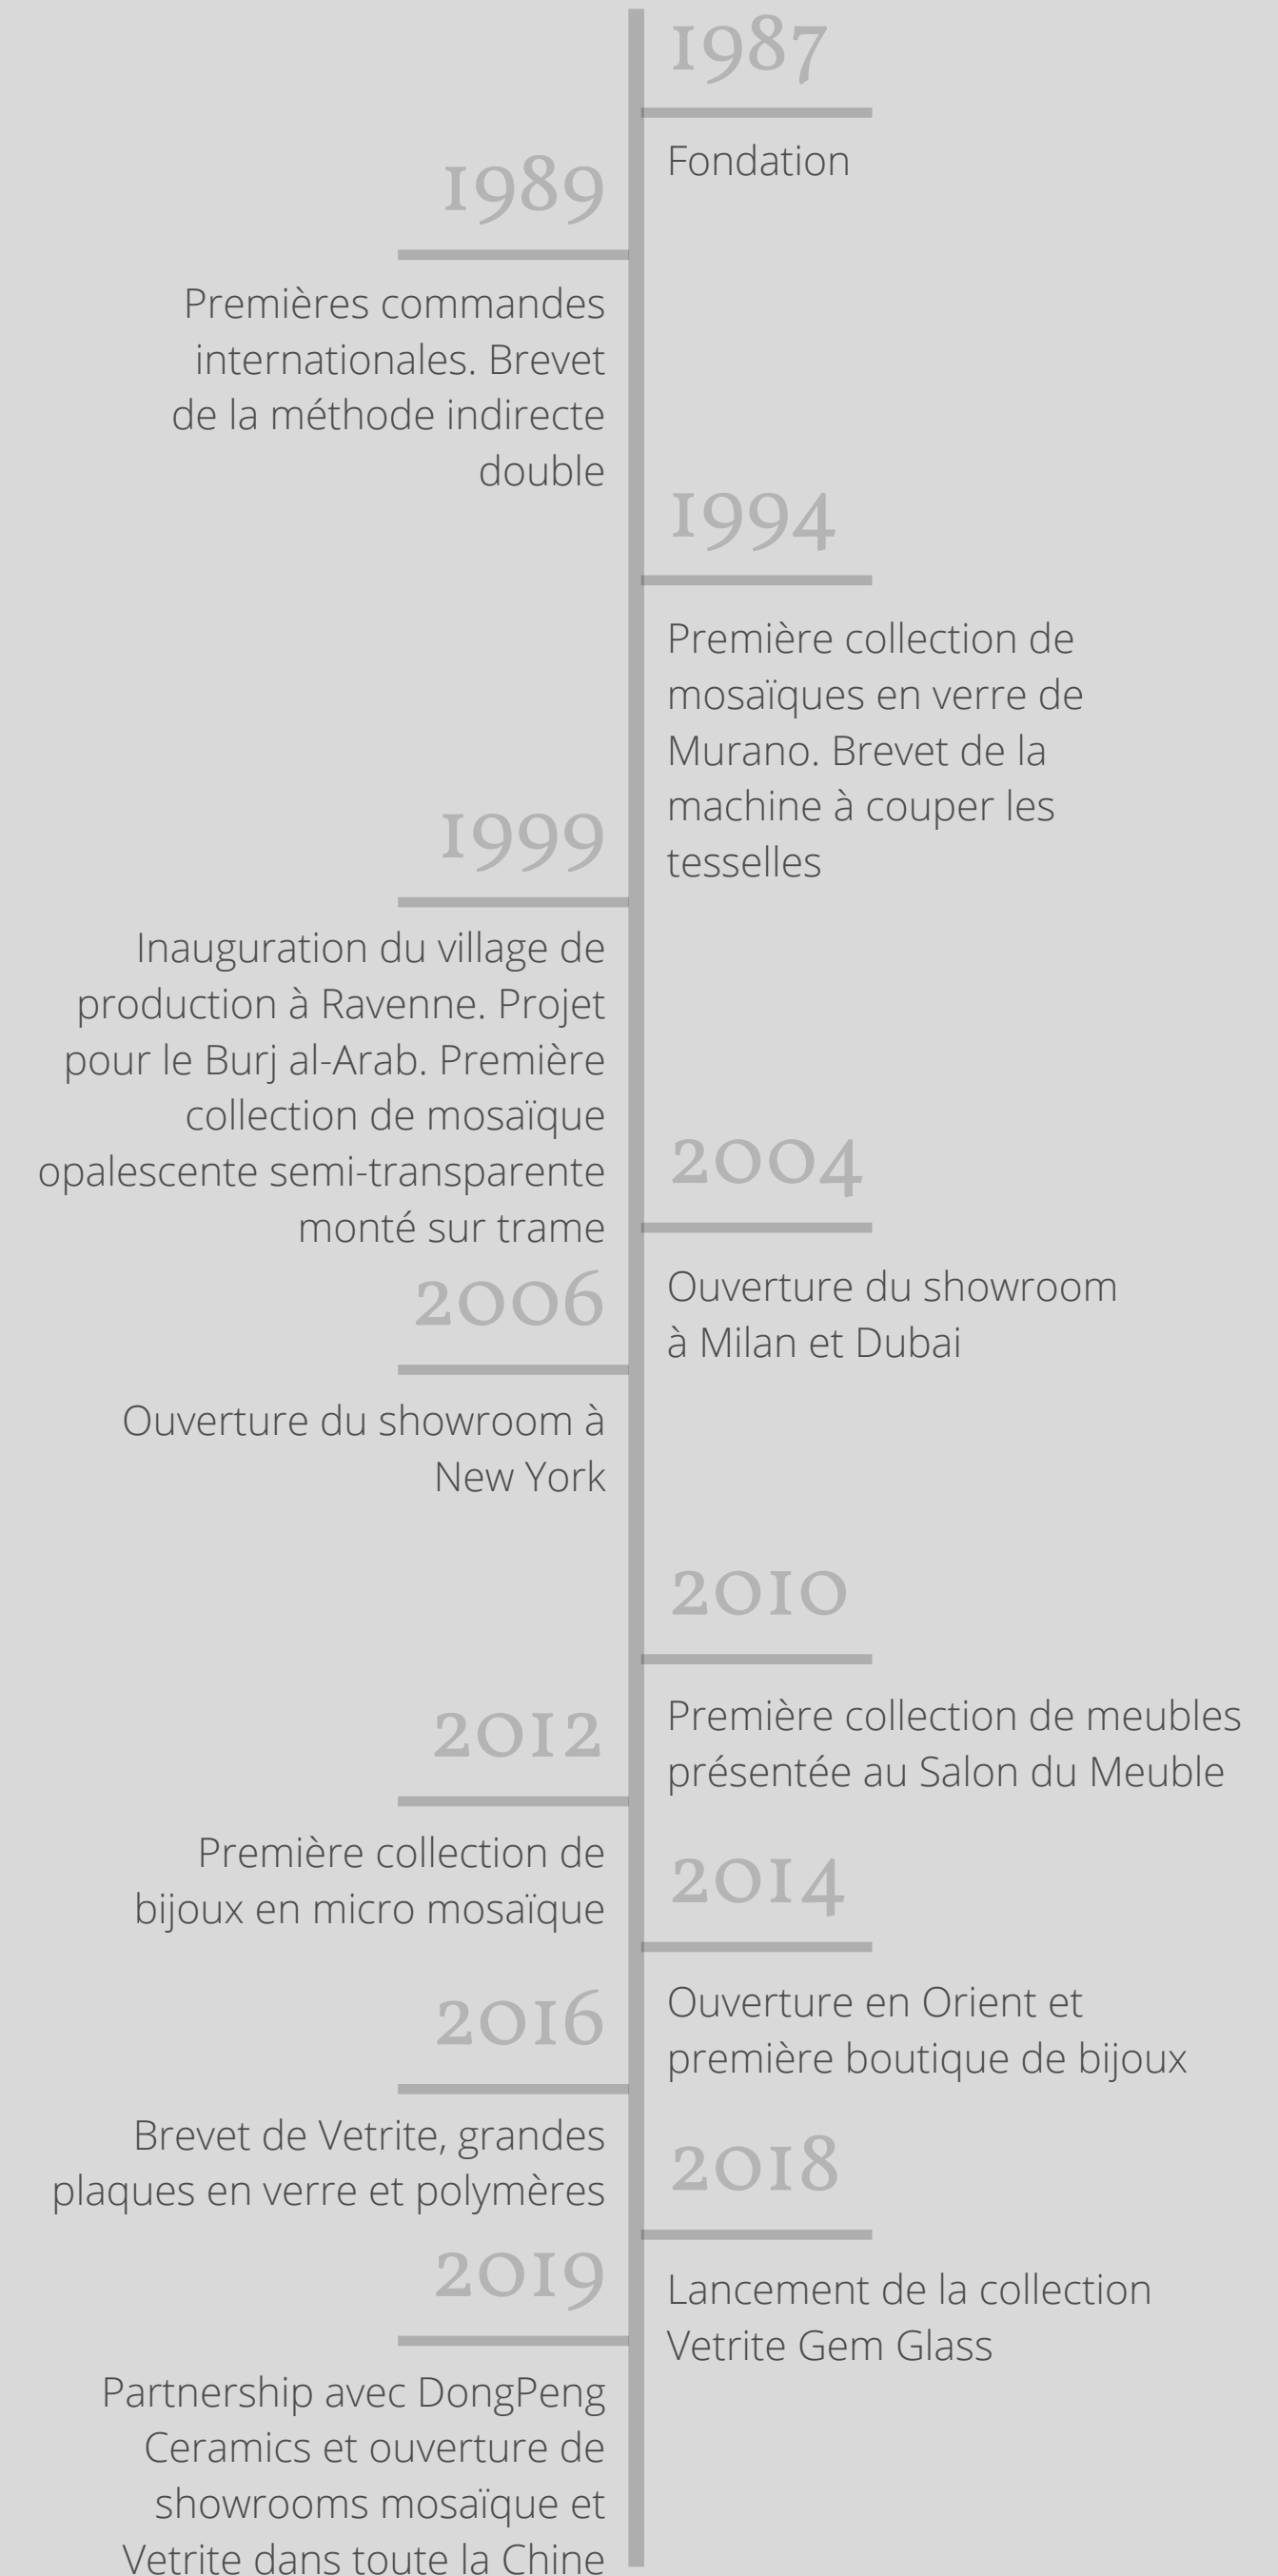 1987
Fondation
1989
Premières commandes
internationales. Brevet
de la méthode indirecte
double
1994
Première collection de
mosaïques en verre de
Murano. Brevet de la
machine à couper les
tesselles
1999
Inauguration du village de
production à Ravenne. Projet
pour le Burj al-Arab. Première
collection de mosaïque
opalescente semi-transparente
monté sur trame
2004
Ouverture du showroom
à Milan et Dubai
2006
Ouverture du showroom à
New York
2010
Première collection de meubles
présentée au Salon du Meuble
2012
Première collection de
bijoux en micro mosaïque
2014
Ouverture en Orient et
première boutique de bijoux
2016
Brevet de Vetrite, grandes
plaques en verre et polymères
2018
Lancement de la collection
Vetrite Gem Glass
2019
Partnership avec DongPeng
Ceramics et ouverture de
showrooms mosaïque et
Vetrite dans toute la Chine